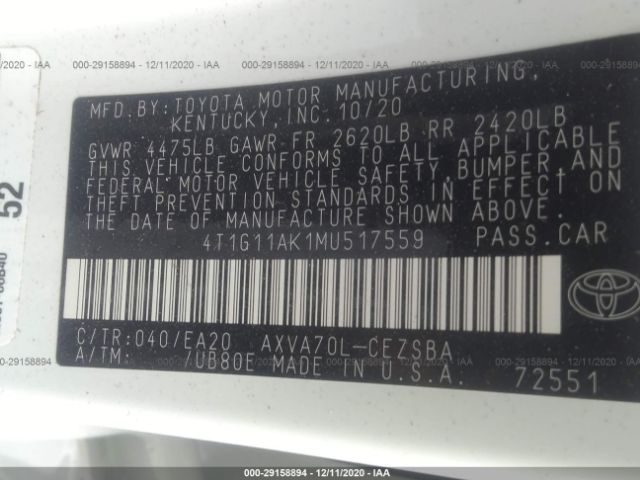 12/11/2020 - IAA 000-29158894 - 12/11/2020 - IAA 000-29158894 - 12/11/2020 - IAA
MFD.BY:TOYOTA MOTOR MANUFACTURING,
KENTUCKY,INC.10/20
GVWR 4475LB GAWR FR 2620LB RR 2420LB
THIS VEHICLE CONFORMS TO ALL APPLICABLE
FEDERAL MOTOR VEHICLE SAFETY,BUMPER,AND
THEFT PREVENTION STANDARDS IN EFFECT ON
THE DATE OF MANUFACTURE SHOWN ABOVE.
4T1G11AK1MU517559 PASS.CAR
C/TR:040/EA20 AXVA70L-CEZSBA
A/TM: UB80E MADE IN U.S.A.
72551
TOYOTA
52
000-29158894 - 12/11/2020 - IAA